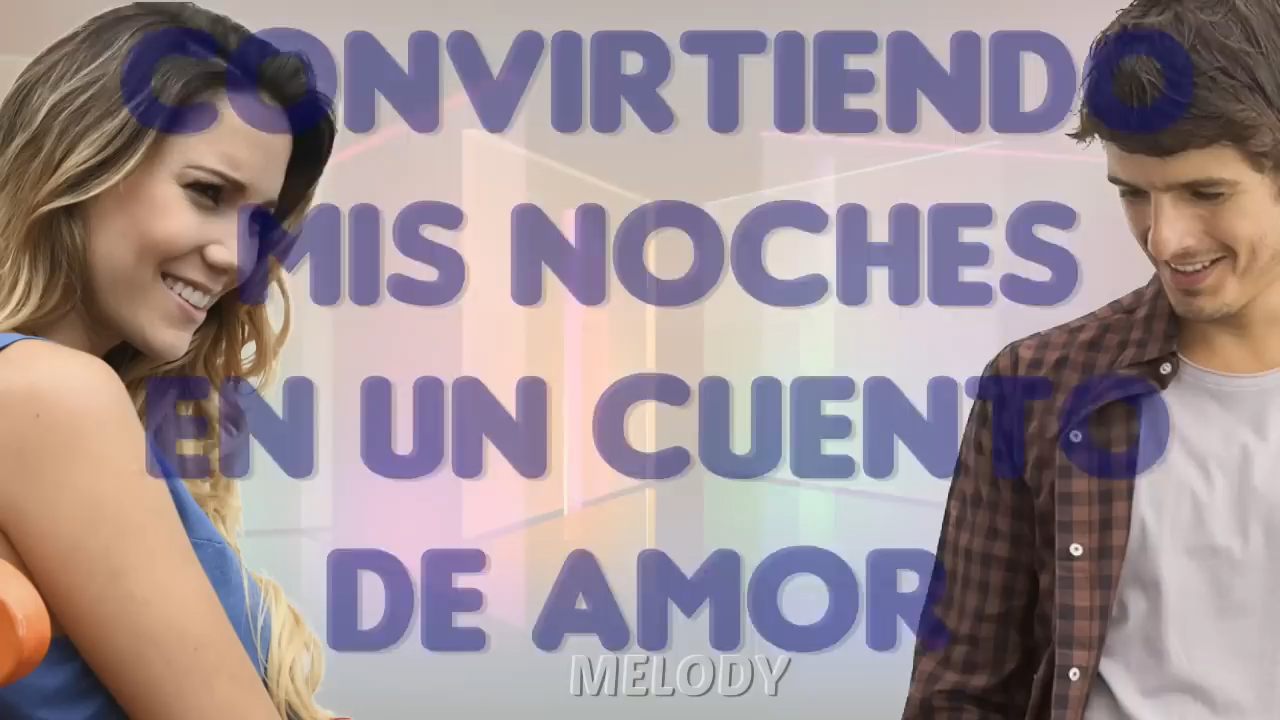 CONVIRTIENDO
MIS NOCHES
EN UN CUENTO
DE AMOR
MELODY